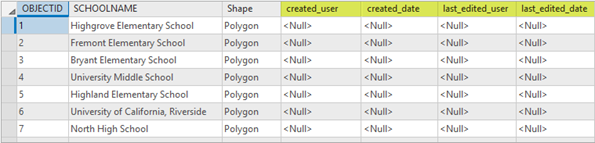 OBJECTID SCHOOLNAME Shape created_user created_date last_edited_user last_edited_date
1 Highgrove Elementary School Polygon <Null> <Null> <Null> <Null>
2 Fremont Elementary School Polygon <Null> <Null> <Null> <Null>
3 Bryant Elementary School Polygon <Null> <Null> <Null> <Null>
4 University Middle School Polygon <Null> <Null> <Null> <Null>
5 Highland Elementary School Polygon <Null> <Null> <Null> <Null>
6 University of California, Riverside Polygon <Null> <Null> <Null> <Null>
7 North High School Polygon <Null> <Null> <Null> <Null>